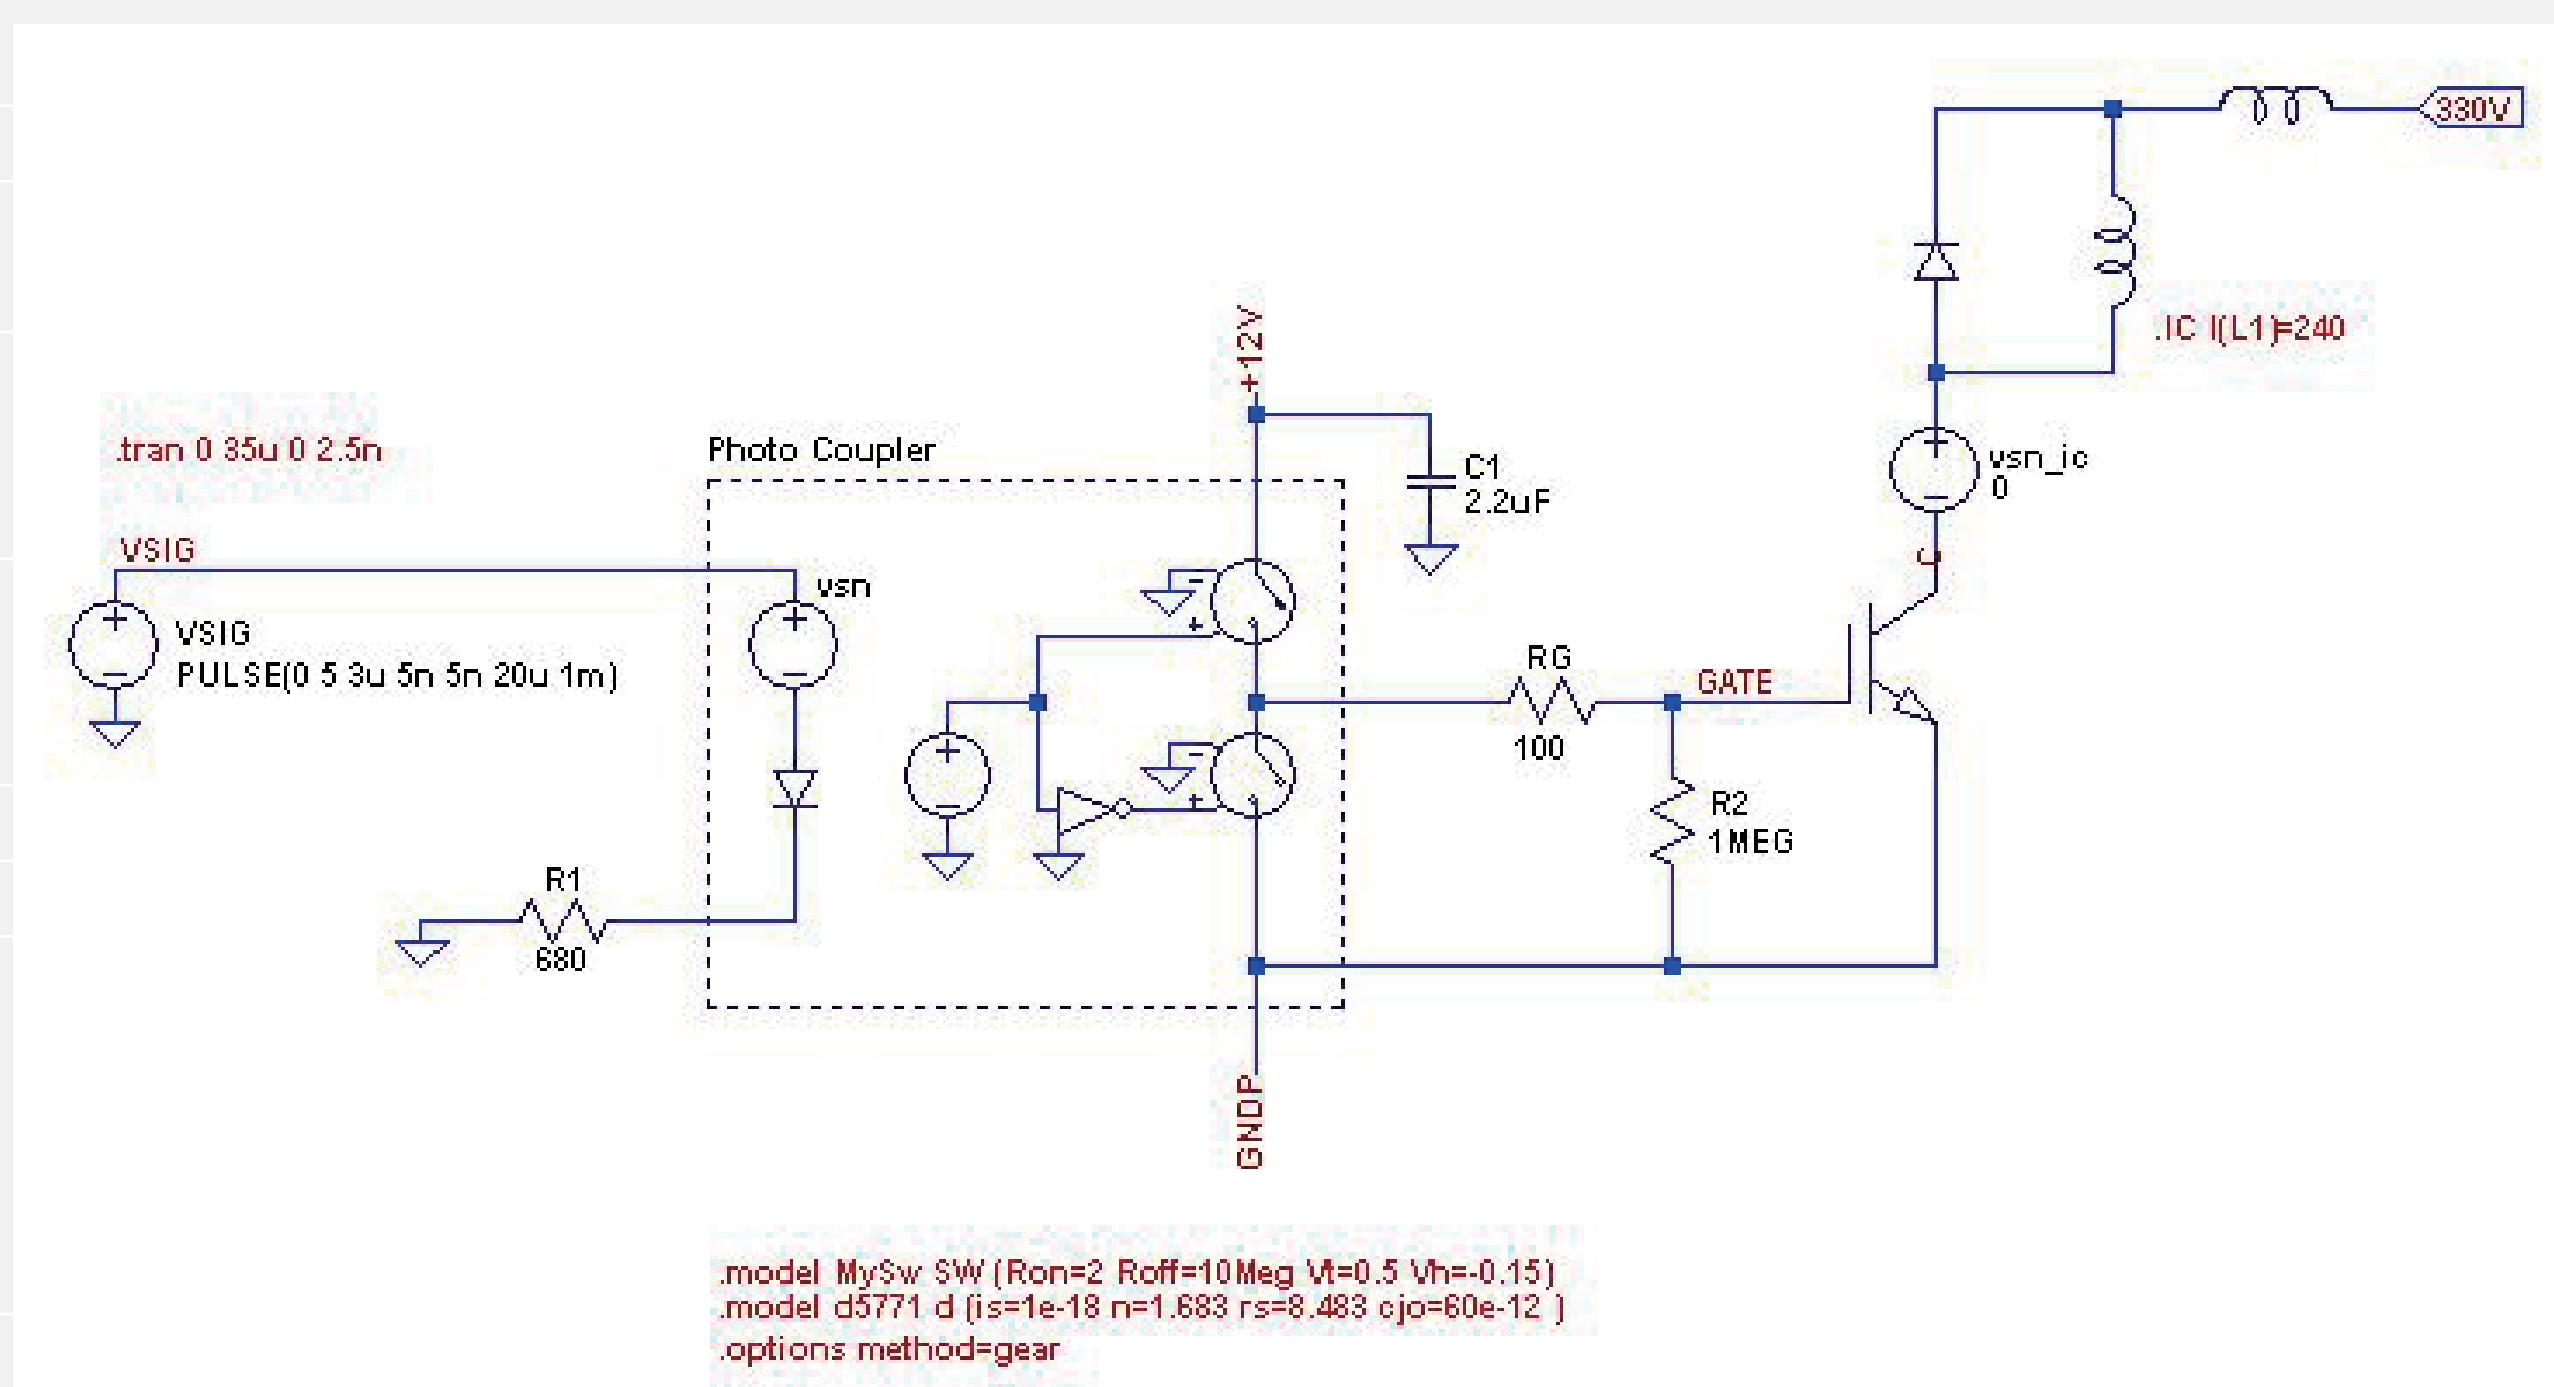 330V
.IC I(L1)=240
+12V
.tran 0 35u 0 2.5n
Photo Coupler
C1
2.2uF
vsn_ic
0
VSIG
vsn
C
VSIG
PULSE(0 5 3u 5n 5n 20u 1m)
RG
GATE
100
R2
1MEG
R1
680
GNDP
.model MySw SW(Ron=2 Roff=10Meg Vt=0.5 Vh=-0.15)
.model d5771 d (is=1e-18 n=1.683 rs=8.483 cjo=60e-12 )
.options method=gear